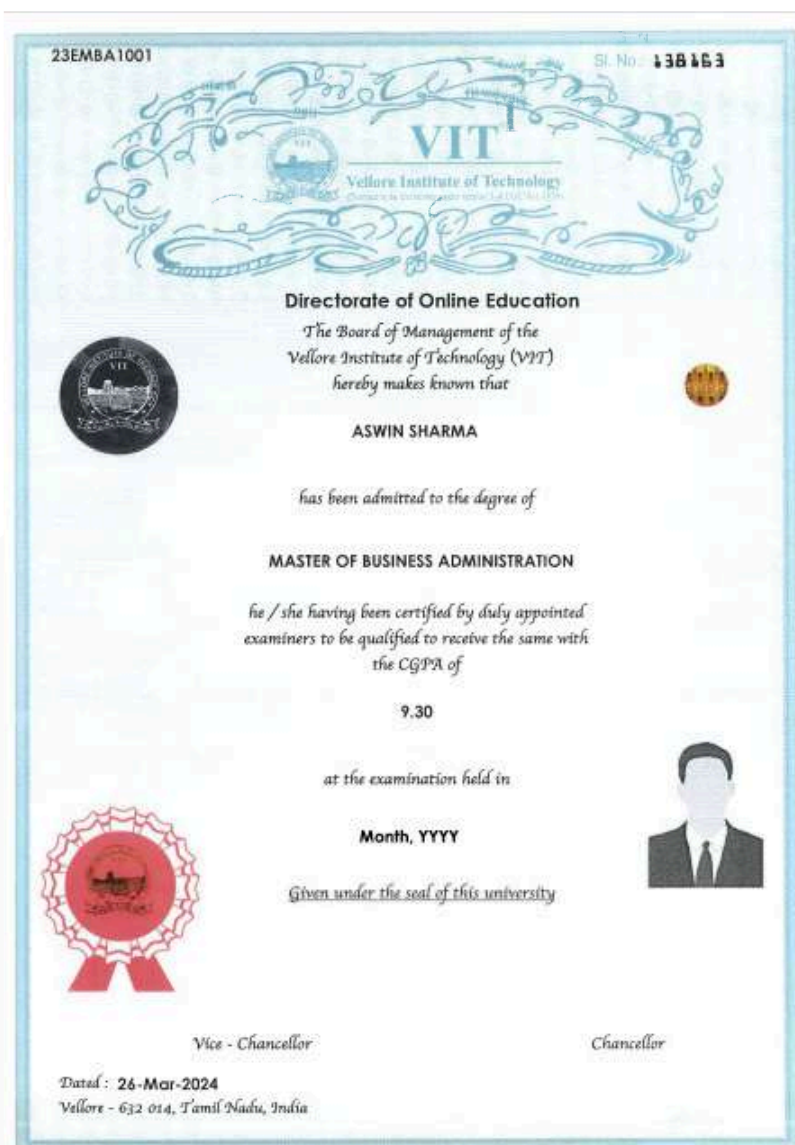 23EMBA1001
Sl. No. 138163
VIT
Vellore Institute of Technology
Directorate of Online Education
The Board of Management of the
Vellore Institute of Technology (VIT)
hereby makes known that
VIT
ASWIN SHARMA
has been admitted to the degree of
MASTER OF BUSINESS ADMINISTRATION
he / she having been certified by duly appointed
examiners to be qualified to receive the same with
the CGPA of
9.30
at the examination held in
Month, YYYY
Given under the seal of this university
Vice - Chancellor
Chancellor
Dated : 26-Mar-2024
Vellore - 632 014, Tamil Nadu, India